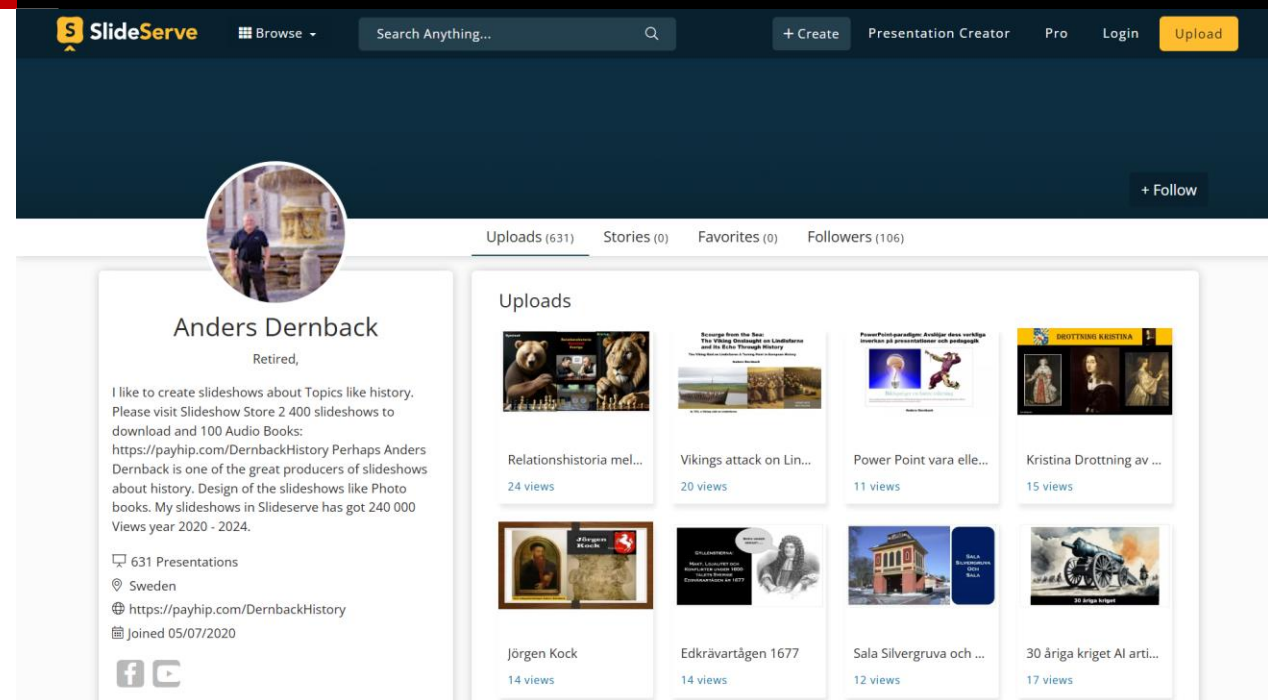 SlideServe
Browse
Search Anything...
+ Create
Presentation Creator
Pro
Login
Upload
+ Follow
Uploads (631)
Stories (0)
Favorites (0)
Followers (106)
Anders Dernback
Retired,
I like to create slideshows about Topics like history.
Please visit Slideshow Store 2 400 slideshows to
download and 100 Audio Books:
https://payhip.com/DernbackHistory Perhaps Anders
Dernback is one of the great producers of slideshows
about history. Design of the slideshows like Photo
books. My slideshows in Slideserve has got 240 000
Views year 2020 - 2024.
631 Presentations
Sweden
https://payhip.com/DernbackHistory
Joined 05/07/2020
Uploads
Relationshistoria mel...
24 views
Scourge from the Sea:
The Viking Onslaught on Lindisfarne
and its Echo Through History
Vikings attack on Lin...
20 views
PowerPoint-paradigm: Avslöjar dess verkliga
inverkan på presentationer och pedagogik
Power Point vara elle...
11 views
DROTTNING KRISTINA
Kristina Drottning av ...
15 views
Jörgen
Kock
Jörgen Kock
14 views
Edkrävartågen 1677
14 views
Sala
Silvergruva
och
Sala
Sala Silvergruva och ...
12 views
30 åriga kriget
30 åriga kriget AI arti...
17 views